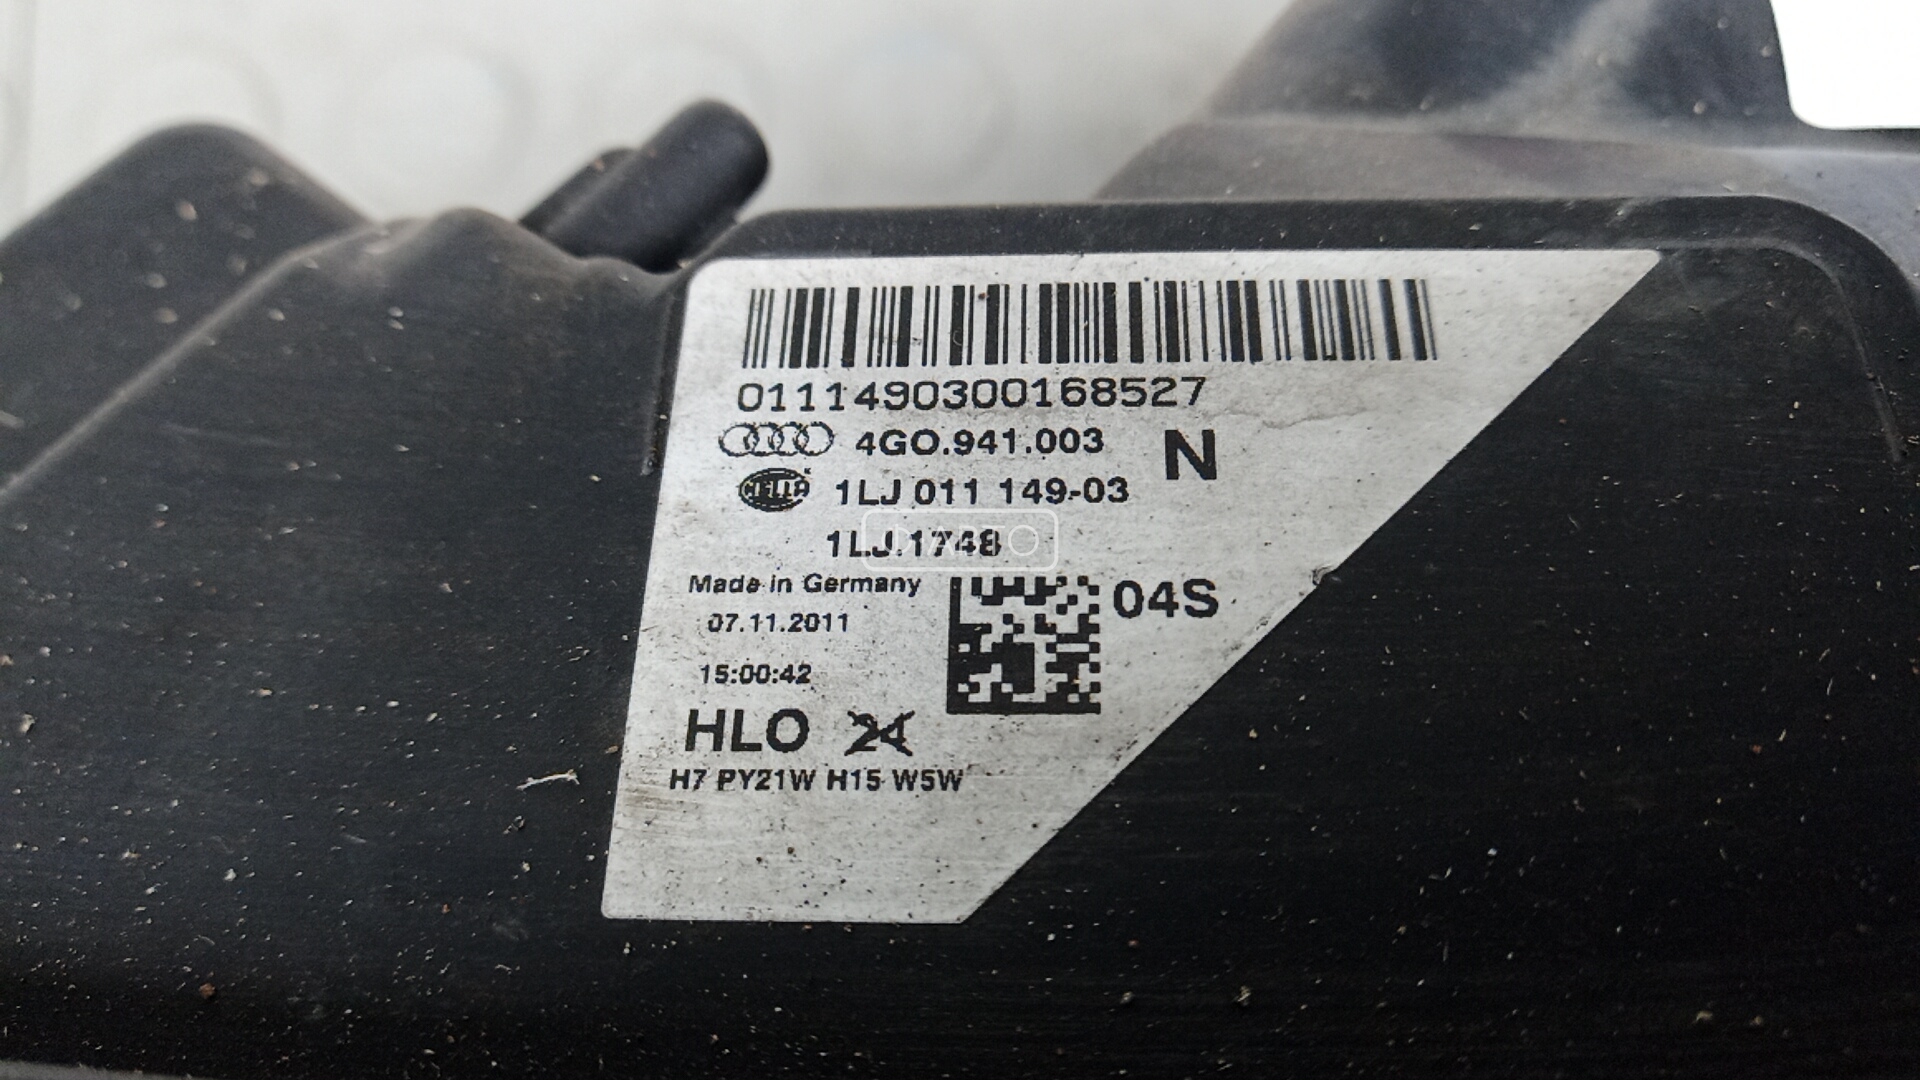 0111490300168527
4G0.941.003 N
HELLA K 1LJ 011 149-03
1LJ.1748
Made in Germany
07.11.2011
04S
15:00:42
HLO 24
H7 PY21W H15 W5W